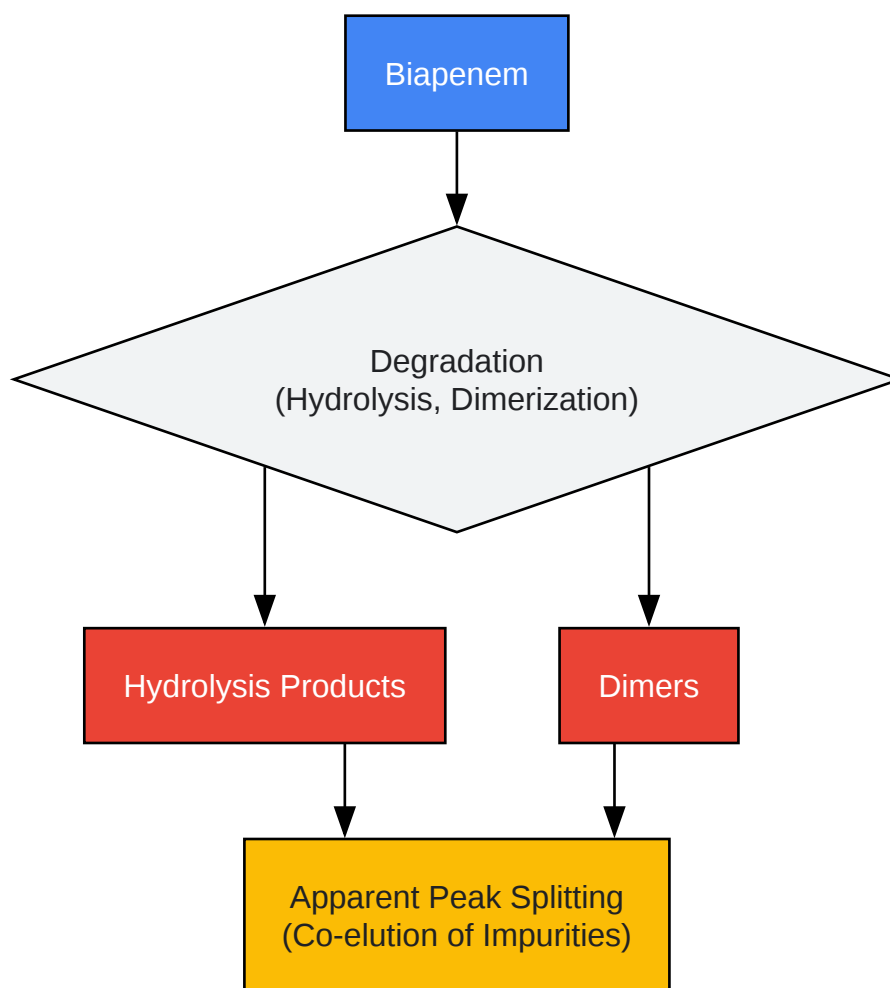 Biapenem
Degradation
(Hydrolysis, Dimerization)
Hydrolysis Products
Dimers
Apparent Peak Splitting
(Co-elution of Impurities)